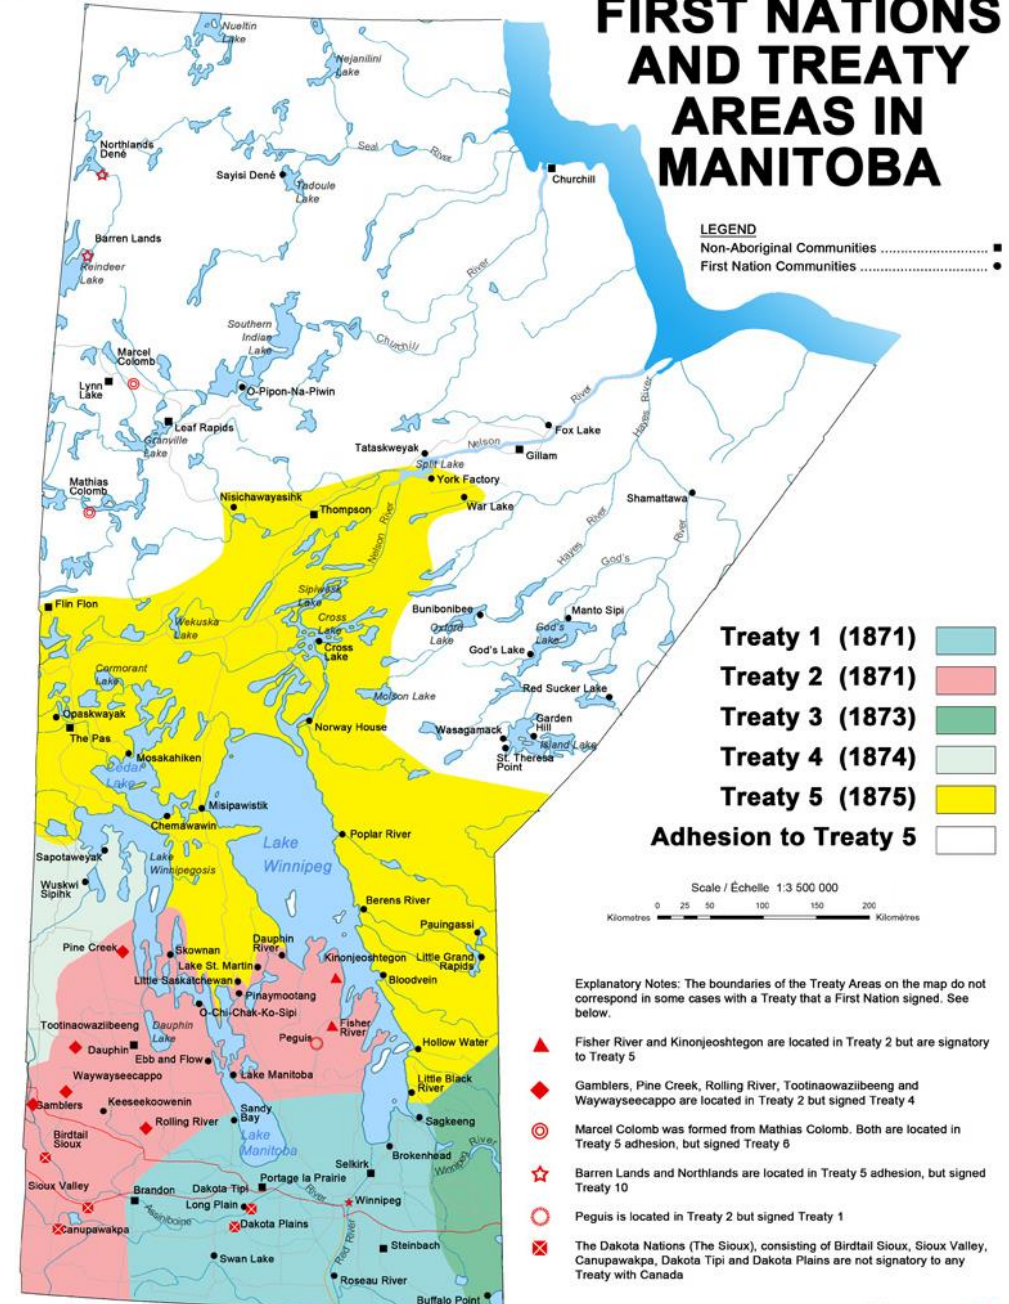 FIRST NATIONS
AND TREATY
AREAS IN
MANITOBA
LEGEND
Non-Aboriginal Communities
First Nation Communities
Nueltin
Lake
Nejanilini
Lake
Northlands
Dené
Seal
River
Sayisi Dené
Tadoule
Lake
Churchill
Barren Lands
Reindeer
Lake
River
Southern
Indian
Lake
Churchill
Marcel
Colomb
Lynn
Lake
O-Pipon-Na-Piwin
River
Hayes River
Leaf Rapids
Granville
Lake
Fox Lake
Nelson
Tataskweyak
Gillam
Split Lake
York Factory
Mathias
Colomb
Nisichawayasihk
Thompson
War Lake
Shamattawa
Nelson River
Hayes
River
River
God's
Flin Flon
Sipiwesk
Lake
Wekuska
Lake
Cross
Lake
Cross
Lake
Bunibonibee
Oxford
Lake
Manto Sipi
God's
Lake
God's Lake
Cormorant
Lake
Molson Lake
Red Sucker Lake
Opaskwayak
The Pas
Norway House
Wasagamack
Garden
Hill
Island Lake
St. Theresa
Point
Mosakahiken
Cedar
Lake
Misipawistik
Chemawawin
Lake
Winnipeg
Poplar River
Sapotaweyak
Lake
Winnipegosis
Wuskwi
Sipihk
Berens River
Pauingassi
Pine Creek
Skownan
Dauphin
River
Lake St. Martin
Kinonjeoshtegon
Little Grand
Rapids
Little Saskatchewan
Bloodvein
Pinaymootang
O-Chi-Chak-Ko-Sipi
Tootinaowaziibeeng
Dauphin
Lake
Fisher
River
Peguis
Dauphin
Ebb and Flow
Hollow Water
Waywayseecappo
Lake Manitoba
Little Black
River
Gamblers
Keeseekoowenin
Sandy
Bay
Rolling River
Sagkeeng
Birdtail
Sioux
Lake
Manitoba
Brokenhead
Winnipeg
River
Selkirk
Sioux Valley
Portage la Prairie
Brandon
Dakota Tipi
River
Winnipeg
Long Plain
Assiniboine
Canupawakpa
Dakota Plains
Red River
Steinbach
Swan Lake
Roseau River
Buffalo Point
Treaty 1 (1871)
Treaty 2 (1871)
Treaty 3 (1873)
Treaty 4 (1874)
Treaty 5 (1875)
Adhesion to Treaty 5
Scale / Échelle 1:3 500 000
Kilometres 0 25 50 100 150 200 Kilomètres
Explanatory Notes: The boundaries of the Treaty Areas on the map do not
correspond in some cases with a Treaty that a First Nation signed. See
below.
Fisher River and Kinonjeoshtegon are located in Treaty 2 but are signatory
to Treaty 5
Gamblers, Pine Creek, Rolling River, Tootinaowaziibeeng and
Waywayseecappo are located in Treaty 2 but signed Treaty 4
Marcel Colomb was formed from Mathias Colomb. Both are located in
Treaty 5 adhesion, but signed Treaty 6
Barren Lands and Northlands are located in Treaty 5 adhesion, but signed
Treaty 10
Peguis is located in Treaty 2 but signed Treaty 1
The Dakota Nations (The Sioux), consisting of Birdtail Sioux, Sioux Valley,
Canupawakpa, Dakota Tipi and Dakota Plains are not signatory to any
Treaty with Canada